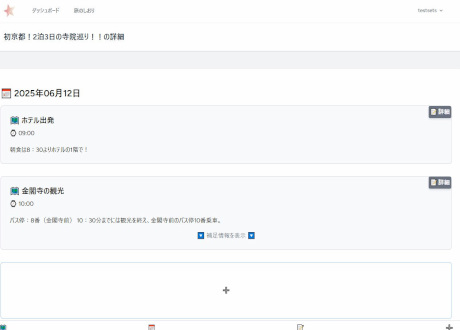 ダッシュボード 旅のしおり
初京都！2泊3日の寺院巡り！！の詳細
2025年06月12日
詳細
ホテル出発
09:00
朝食は8：30よりホテルの1階で！
詳細
金閣寺の観光
10:00
バス停：8番（金閣寺前） 10：30分までには観光を終え、金閣寺前のバス停10番乗車。
補足情報を表示